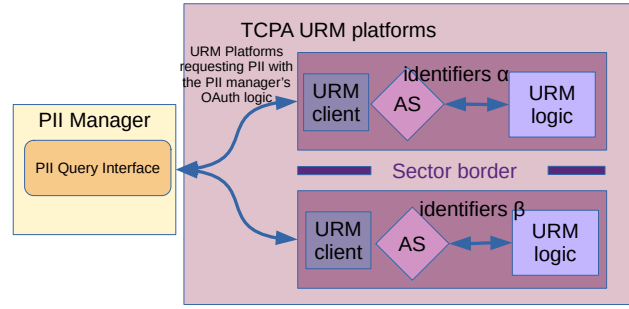 TCPA URM platforms
URM Platforms
requesting PII with
the PII manager's
OAuth logic
identifiers α
URM
client
AS
URM
logic
PII Manager
PII Query Interface
Sector border
identifiers β
URM
client
AS
URM
logic